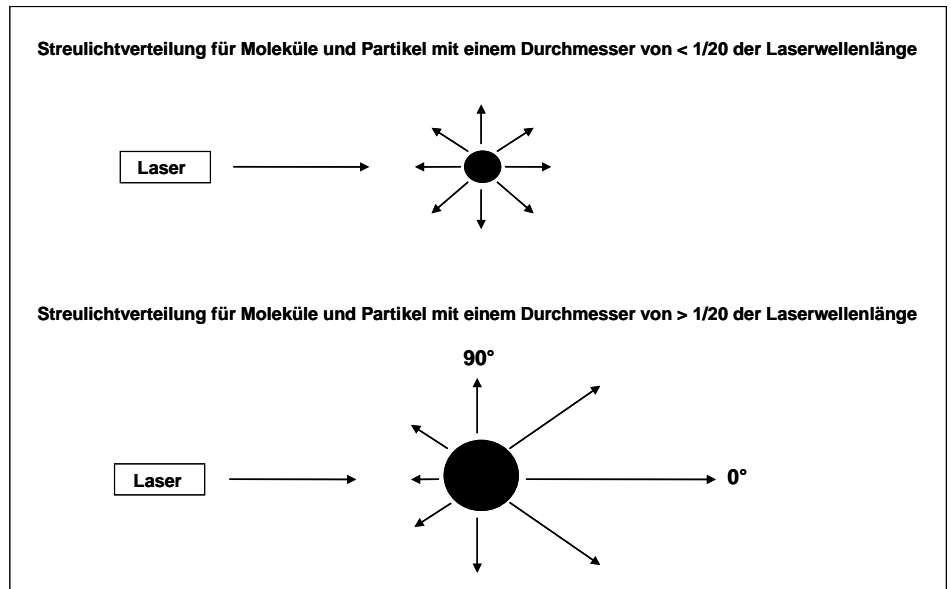 Streulichtverteilung für Moleküle und Partikel mit einem Durchmesser von < 1/20 der Laserwellenlänge
Laser
Streulichtverteilung für Moleküle und Partikel mit einem Durchmesser von > 1/20 der Laserwellenlänge
90°
Laser
0°